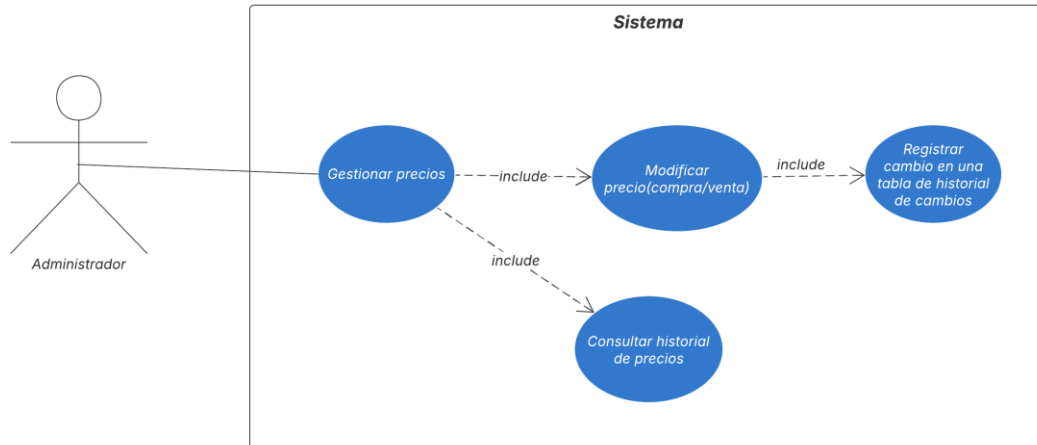 Sistema
Gestionar precios
include
Modificar
precio(compra/venta)
include
Registrar
cambio en una
tabla de historial
de cambios
Administrador
include
Consultar historial
de precios